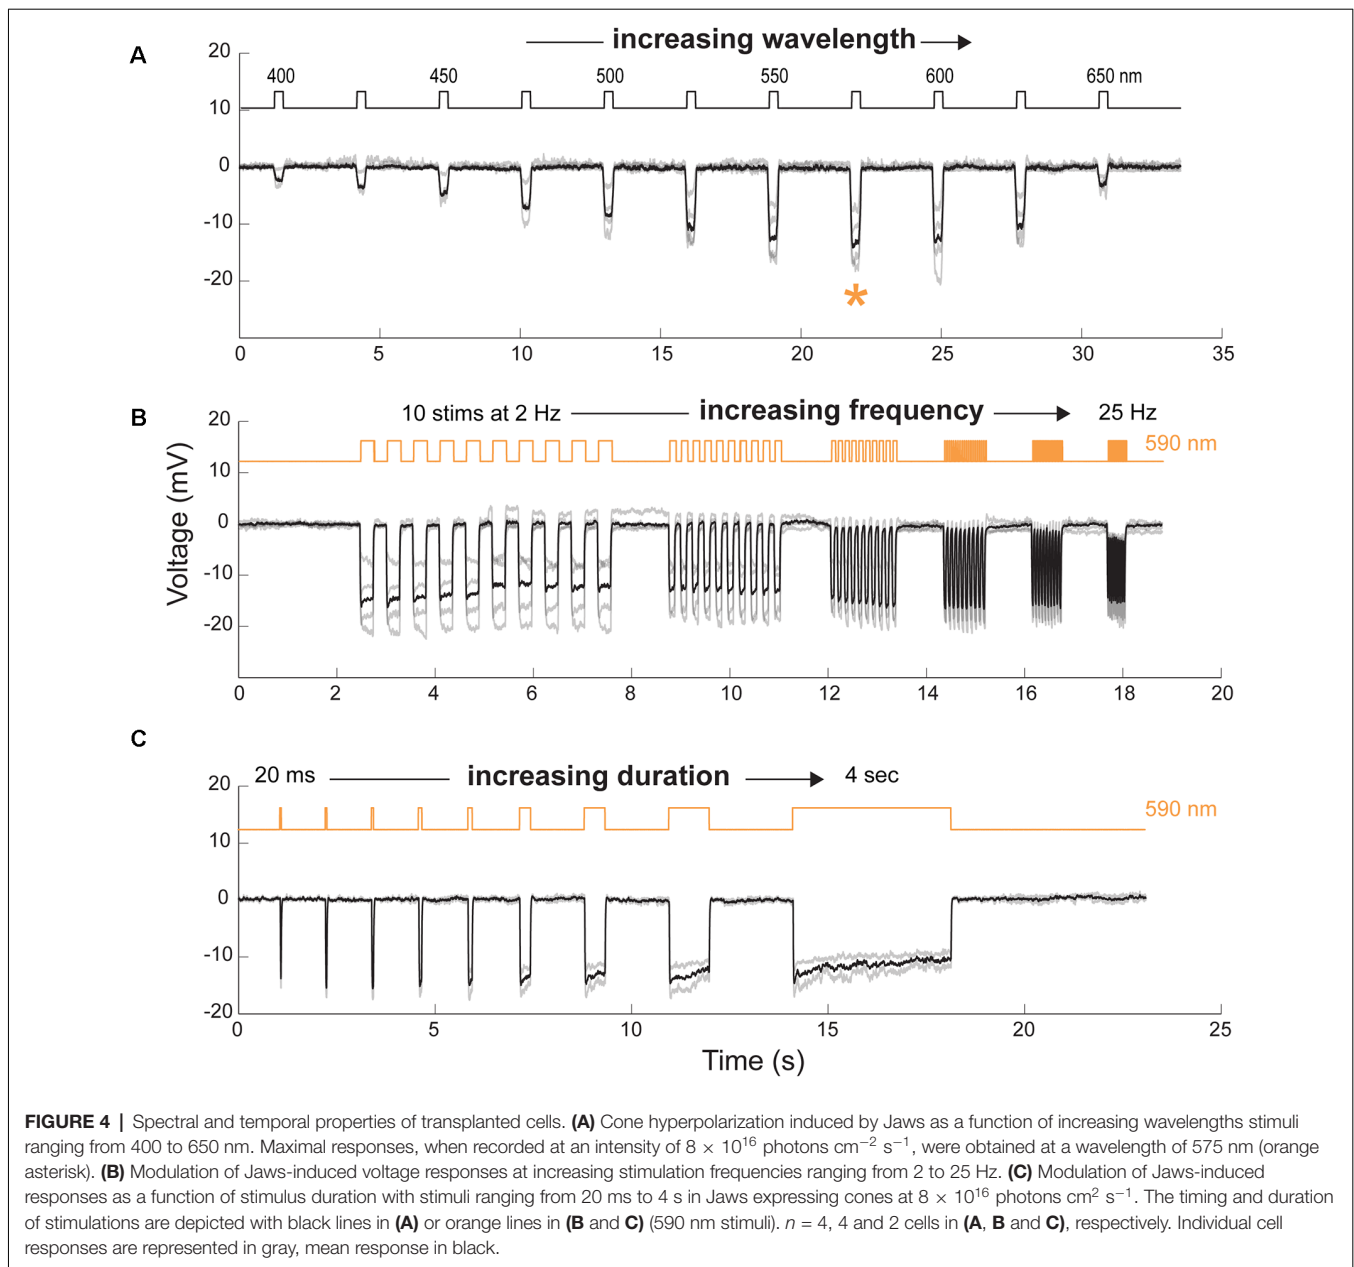 A
increasing wavelength
400 450 500 550 600 650 nm
20
10
0
-10
-20
0 5 10 15 20 25 30 35
B
10 stims at 2 Hz increasing frequency 25 Hz
590 nm
20
10
0
-10
-20
0 2 4 6 8 10 12 14 16 18 20
Voltage (mV)
C
20 ms increasing duration 4 sec
590 nm
20
10
0
-10
-20
0 5 10 15 20 25
Time (s)
FIGURE 4 | Spectral and temporal properties of transplanted cells. (A) Cone hyperpolarization induced by Jaws as a function of increasing wavelengths stimuli
ranging from 400 to 650 nm. Maximal responses, when recorded at an intensity of 8 × 10¹⁶ photons cm⁻² s⁻¹, were obtained at a wavelength of 575 nm (orange
asterisk). (B) Modulation of Jaws-induced voltage responses at increasing stimulation frequencies ranging from 2 to 25 Hz. (C) Modulation of Jaws-induced
responses as a function of stimulus duration with stimuli ranging from 20 ms to 4 s in Jaws expressing cones at 8 × 10¹⁶ photons cm² s⁻¹. The timing and duration
of stimulations are depicted with black lines in (A) or orange lines in (B and C) (590 nm stimuli). n = 4, 4 and 2 cells in (A, B and C), respectively. Individual cell
responses are represented in gray, mean response in black.